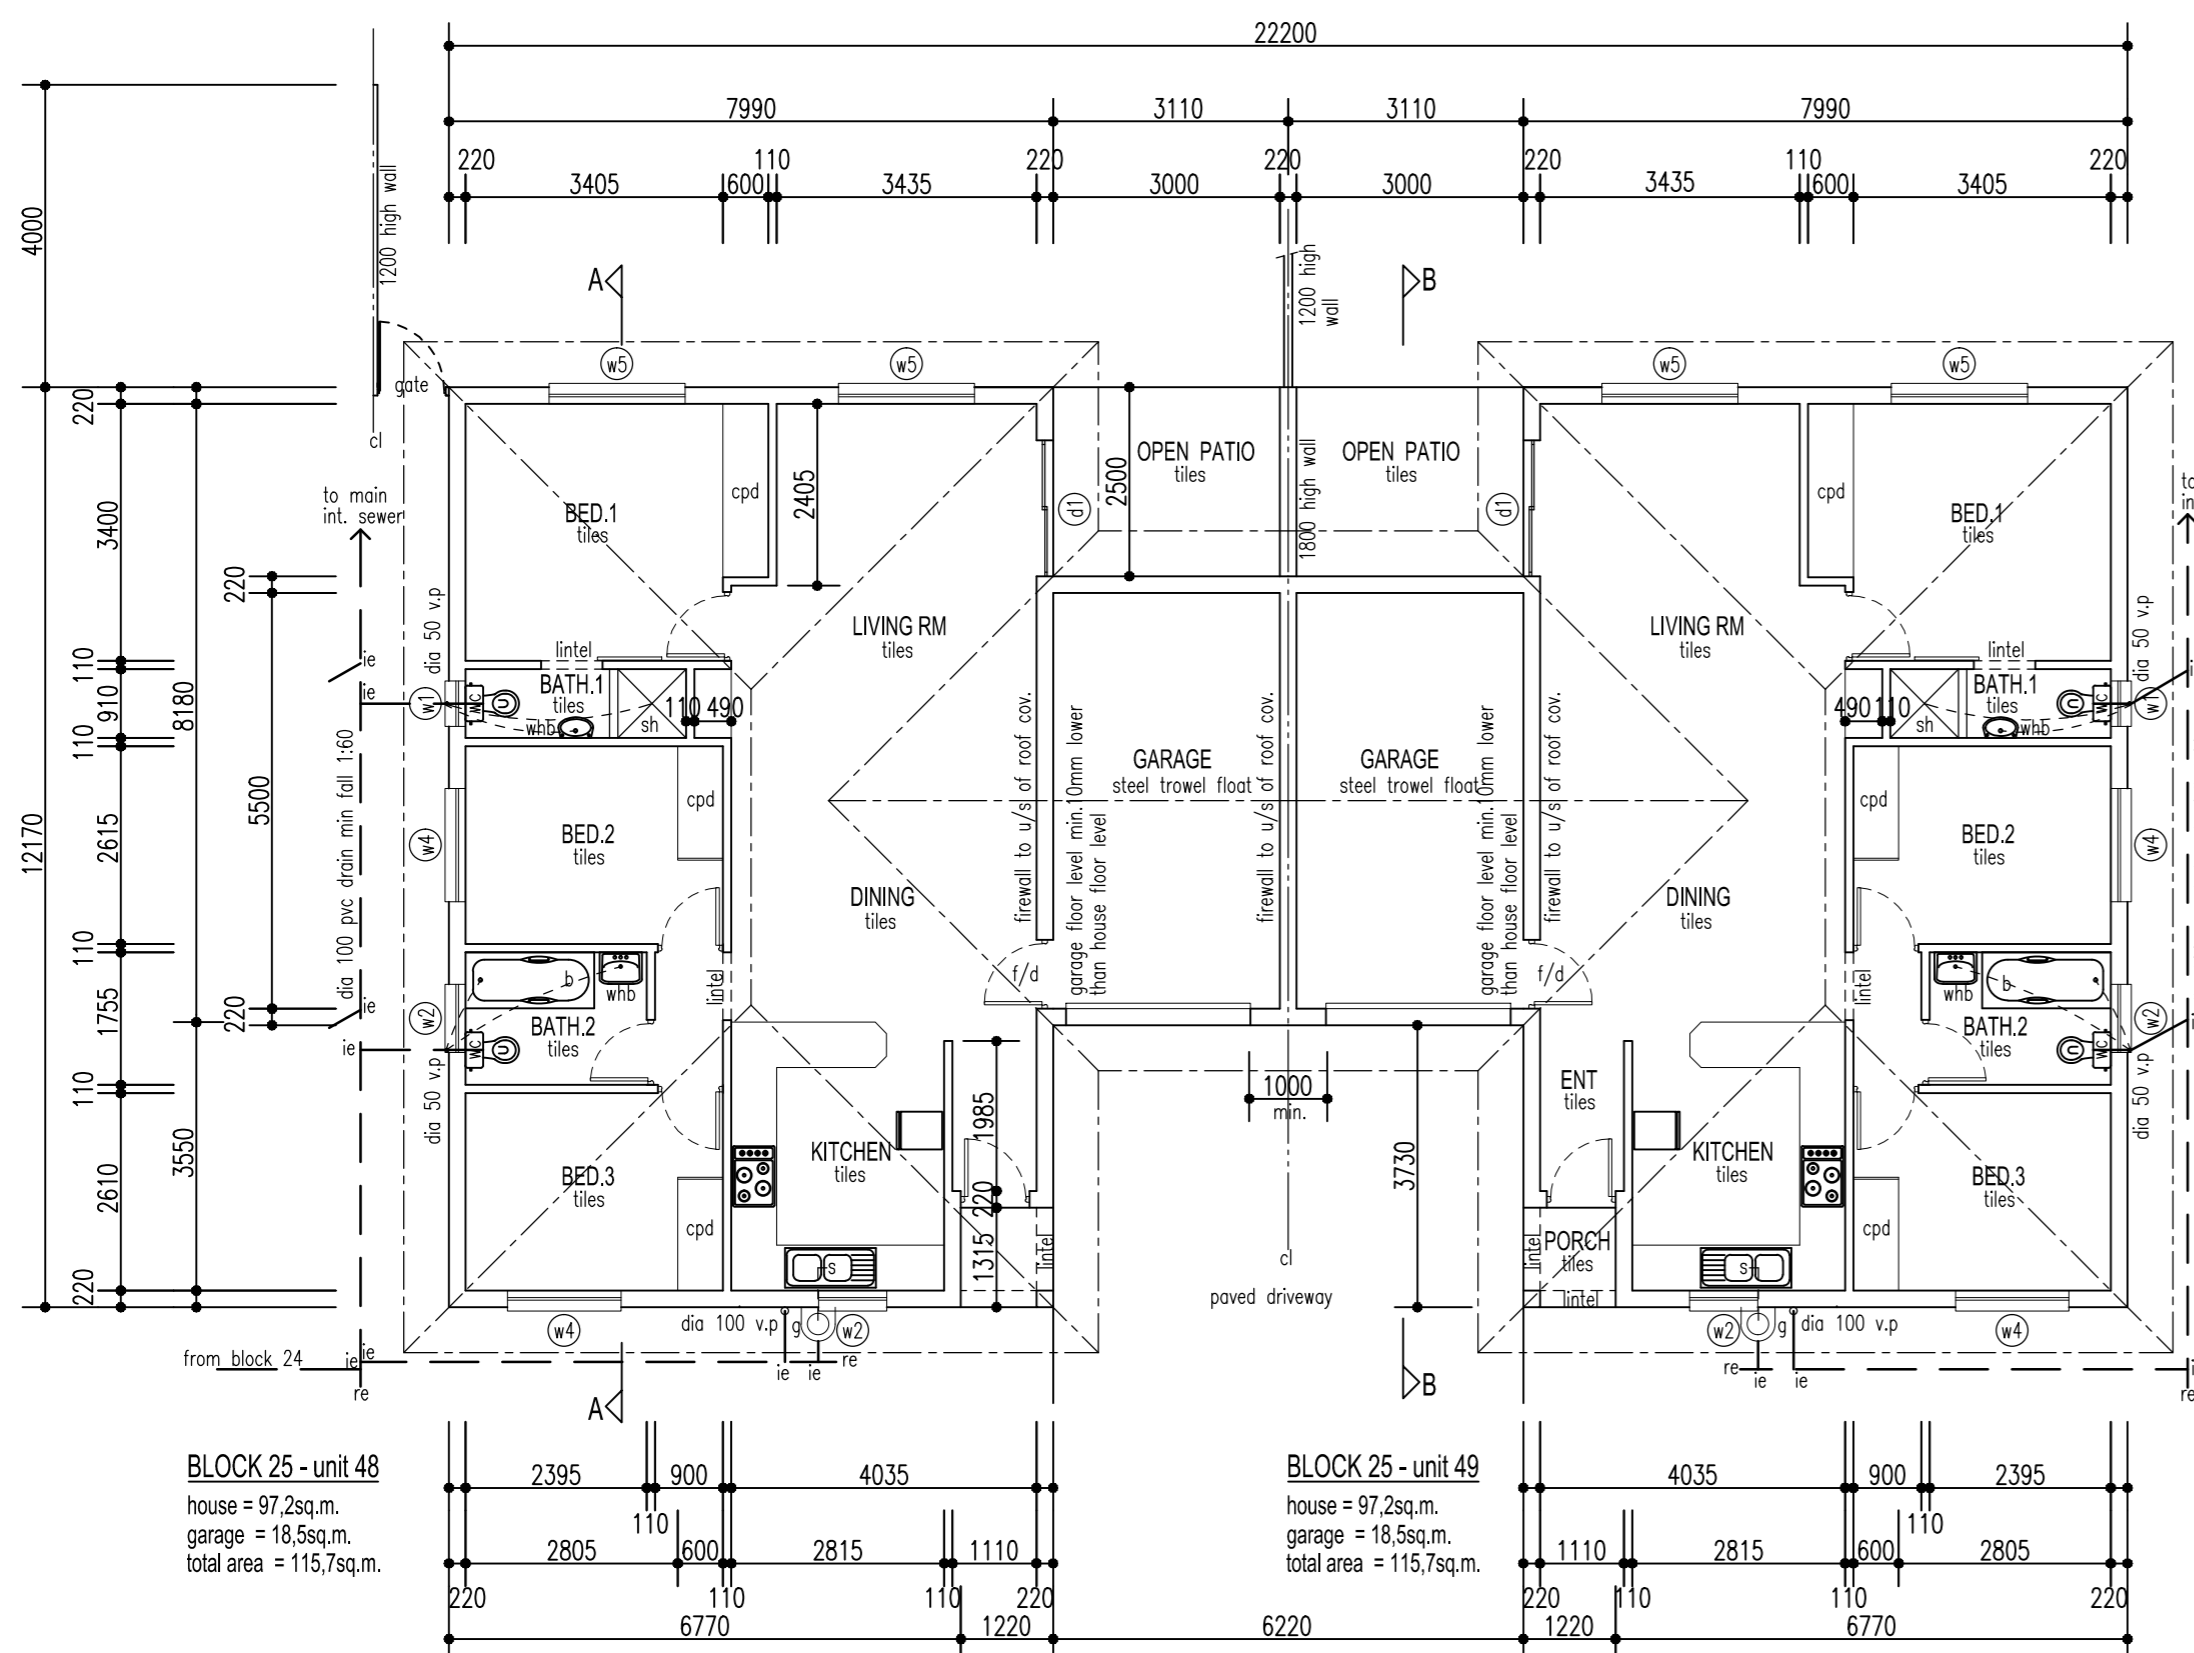 22200
7990 3110 3110 7990
220 110 220 220 220 110 220
3405 600 3435 3000 3000 3435 600 3405
4000
1200 high wall
A
1200 high
wall
B
w5 w5 w5 w5
gate
cl
220
12170
3400
110
910
110
2615
110
1755
110
2610
220
8180
3550
220
5500
220
to main
int. sewer
OPEN PATIO
tiles
OPEN PATIO
tiles
2500
1800 high wall
d1
d1
cpd
2405
cpd
BED.1
tiles
BED.1
tiles
dia 50 v.p
dia 50 v.p
LIVING RM
tiles
LIVING RM
tiles
lintel
lintel
ie
ie
w1
WC
BATH.1
tiles
whb
sh
110 490
490 110
sh
BATH.1
tiles
whb
WC
w1
dia 100 pvc drain min fall 1:60
firewall to u/s of roof cov.
garage floor level min.10mm lower
than house floor level
firewall to u/s of roof cov.
garage floor level min.10mm lower
than house floor level
firewall to u/s of roof cov.
GARAGE
steel trowel float
GARAGE
steel trowel float
w4
cpd
BED.2
tiles
cpd
BED.2
tiles
w4
DINING
tiles
DINING
tiles
f/d
f/d
lintel
lintel
ie
ie
w2
b
whb
BATH.2
tiles
WC
whb
b
BATH.2
tiles
WC
w2
dia 50 v.p
dia 50 v.p
1000
min.
ENT
tiles
1985
220
1315
3730
KITCHEN
tiles
KITCHEN
tiles
BED.3
tiles
BED.3
tiles
cpd
cpd
s
s
lintel
lintel
PORCH
tiles
lintel
cl
paved driveway
w4
dia 100 v.p
g
w2
w2
g
dia 100 v.p
w4
from block 24
ie
ie
re
ie
ie
re
re
ie
ie
re
A
B
BLOCK 25 - unit 48
house = 97,2sq.m.
garage = 18,5sq.m.
total area = 115,7sq.m.
BLOCK 25 - unit 49
house = 97,2sq.m.
garage = 18,5sq.m.
total area = 115,7sq.m.
2395 900 4035 4035 900 2395
110 110
2805 600 2815 1110 1110 2815 600 2805
220 110 110 220 220 110 110 220
6770 1220 6220 1220 6770